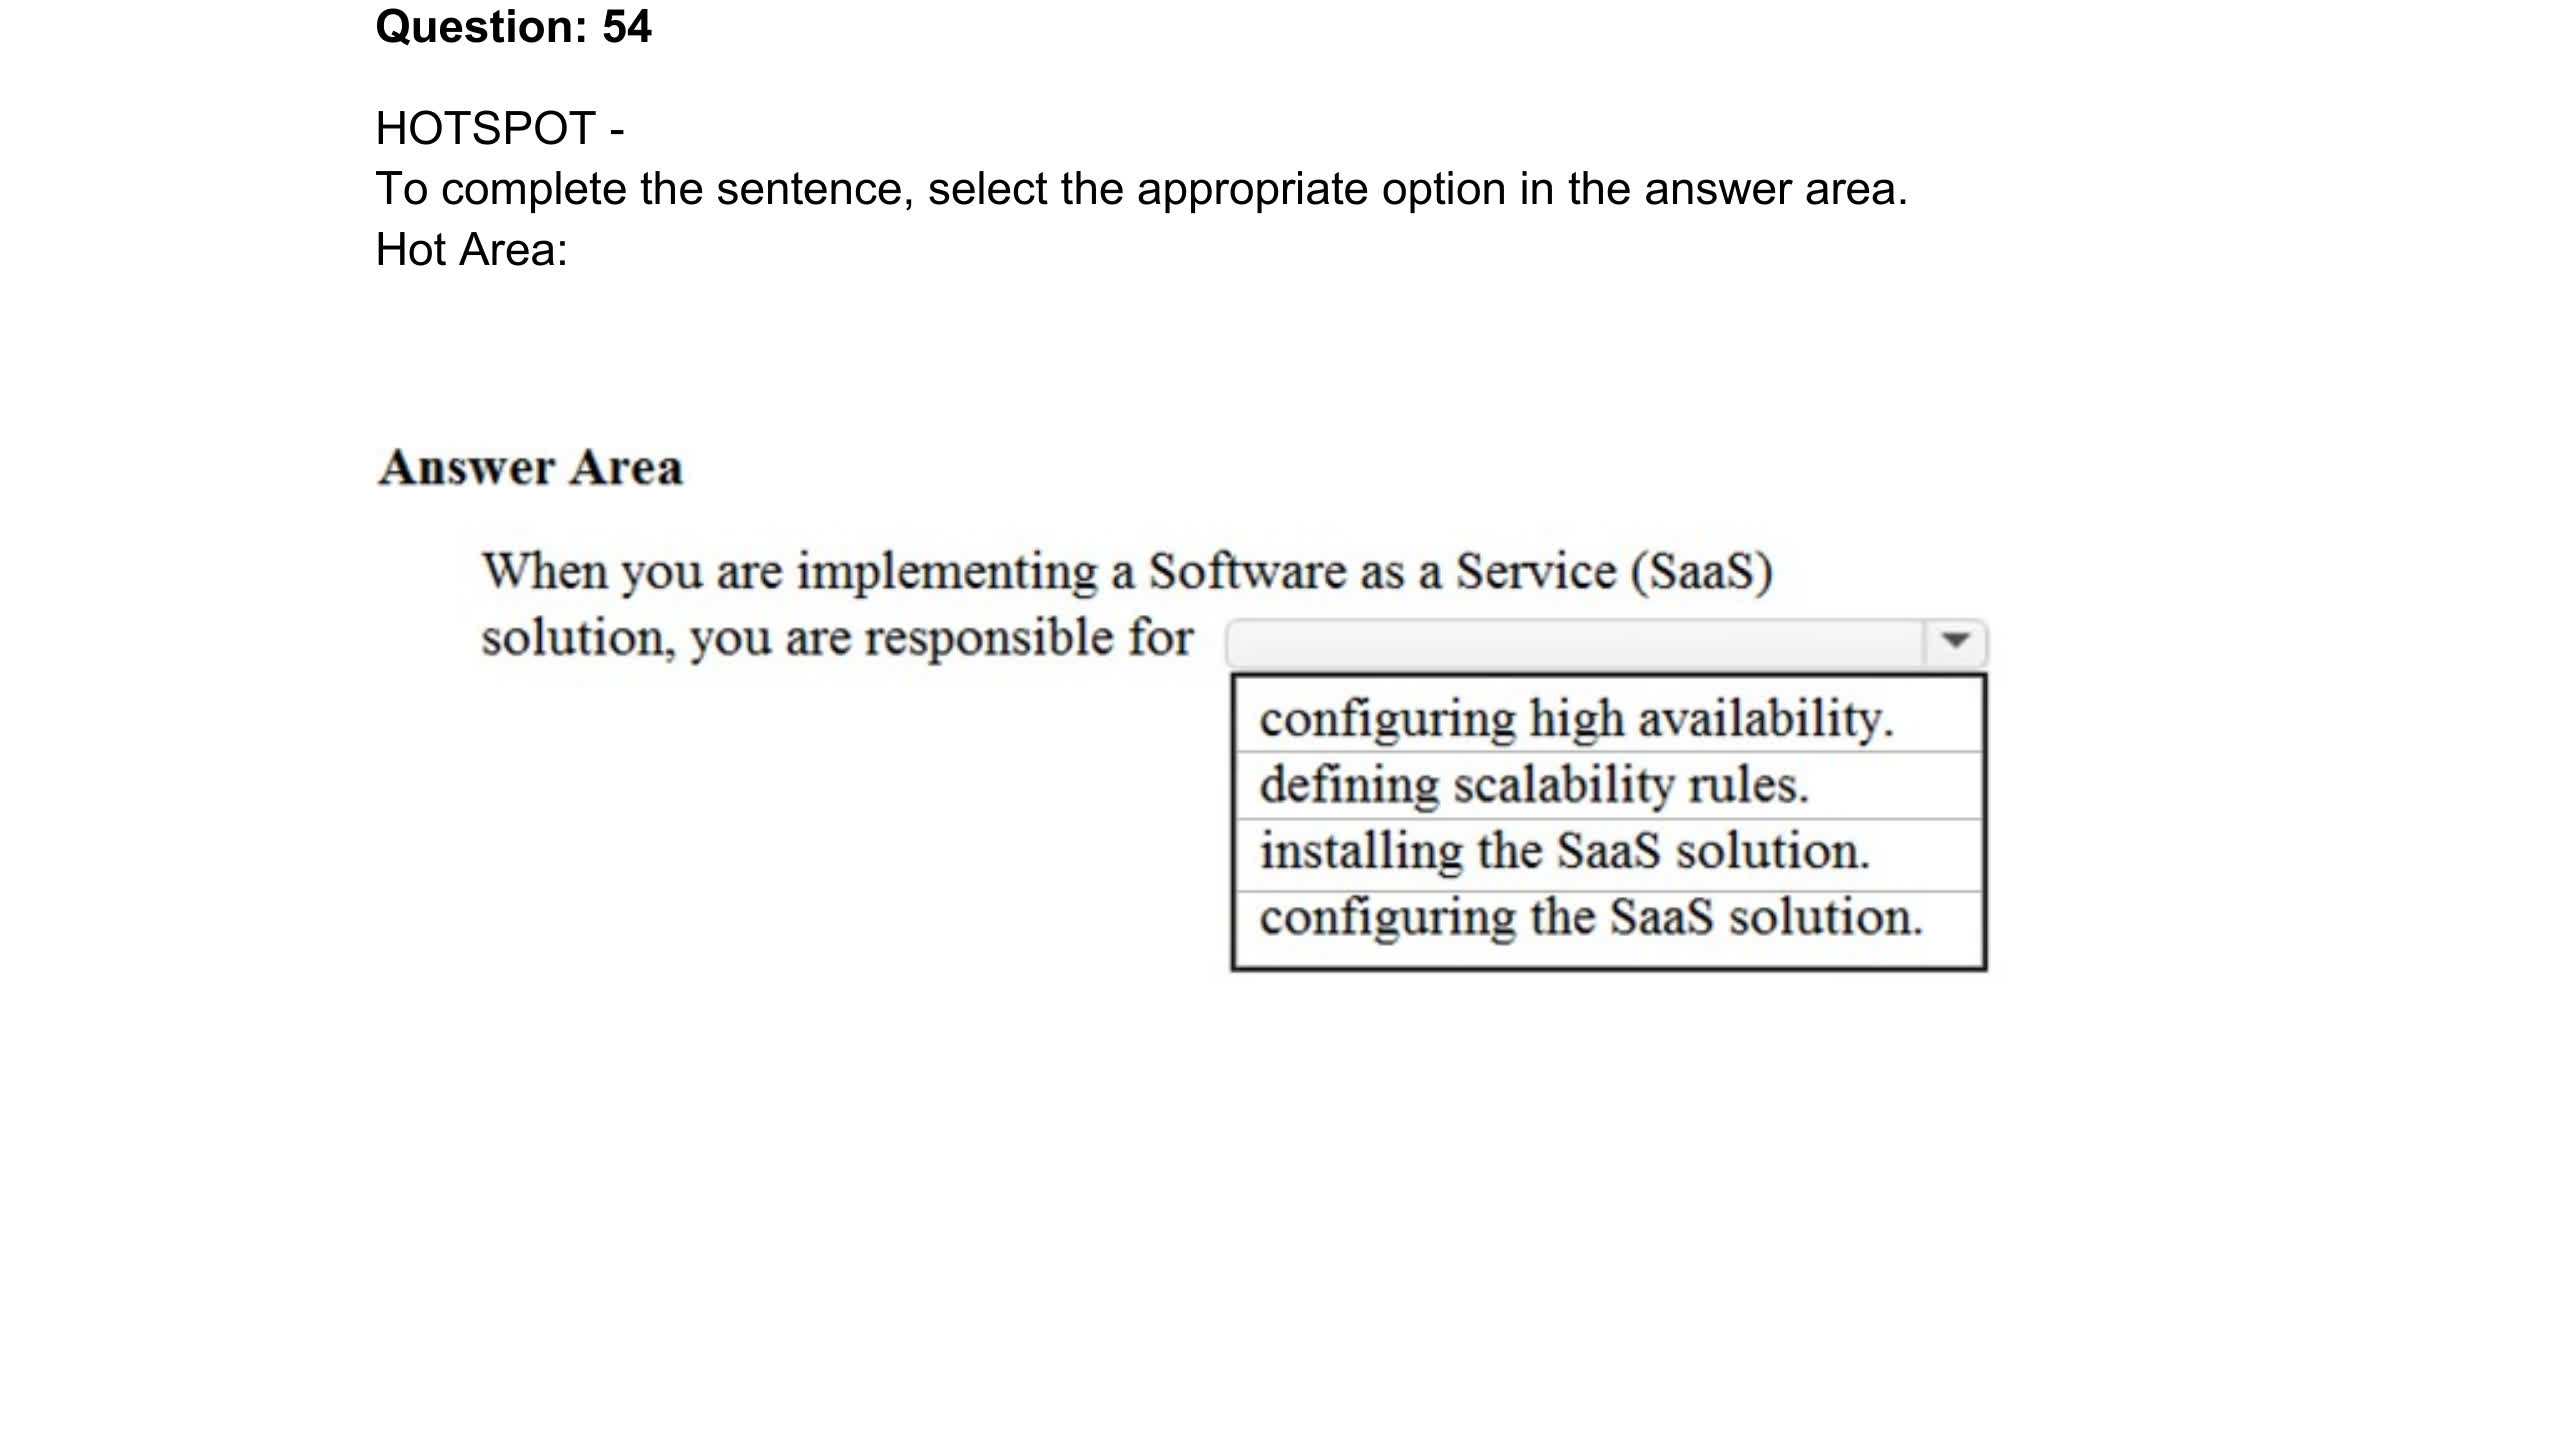 Question: 54
HOTSPOT -
To complete the sentence, select the appropriate option in the answer area.
Hot Area:
Answer Area
When you are implementing a Software as a Service (SaaS)
solution, you are responsible for
configuring high availability.
defining scalability rules.
installing the SaaS solution.
configuring the SaaS solution.